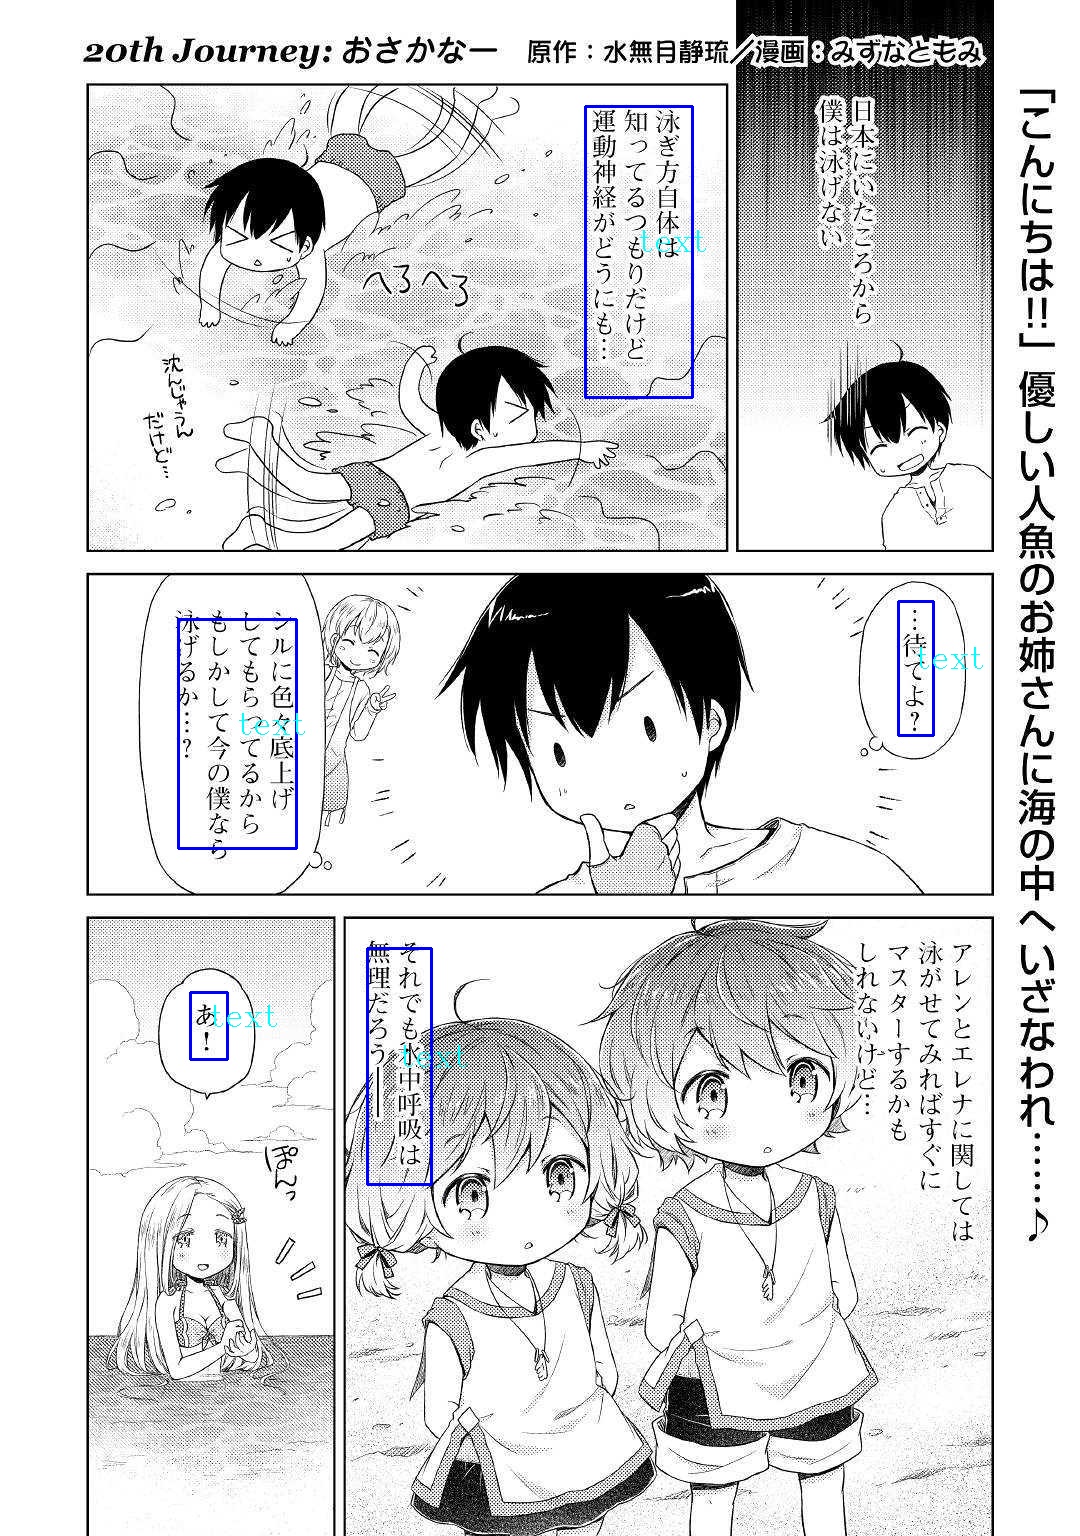 20th Journey: おさかなー
原作：水無月静琉／漫画：みずなともみ
「こんにちは!!」優しい人魚のお姉さんに海の中へいざなわれ……♪
日本にいたころから
僕は泳げない
泳ぎ方自体は
知ってるつもりだけど
運動神経がどうにも…
text
へろへろ
沈んじゃうん
だけど…
…待てよ？
text
シルに色々底上げ
してもらってるから
もしかして今の僕なら
泳げるか…？
text
アレンとエレナに関しては
泳がせてみればすぐに
マスターするかも
しれないけど…
それでも水中呼吸は
無理だろう――
text
あ！
text
ぽんっ